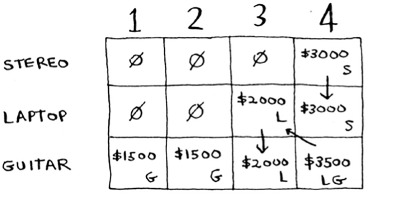 1 2 3 4
STEREO Ø Ø Ø $3000 S
LAPTOP Ø Ø $2000 L $3000 S
GUITAR $1500 G $1500 G $2000 L $3500 LG